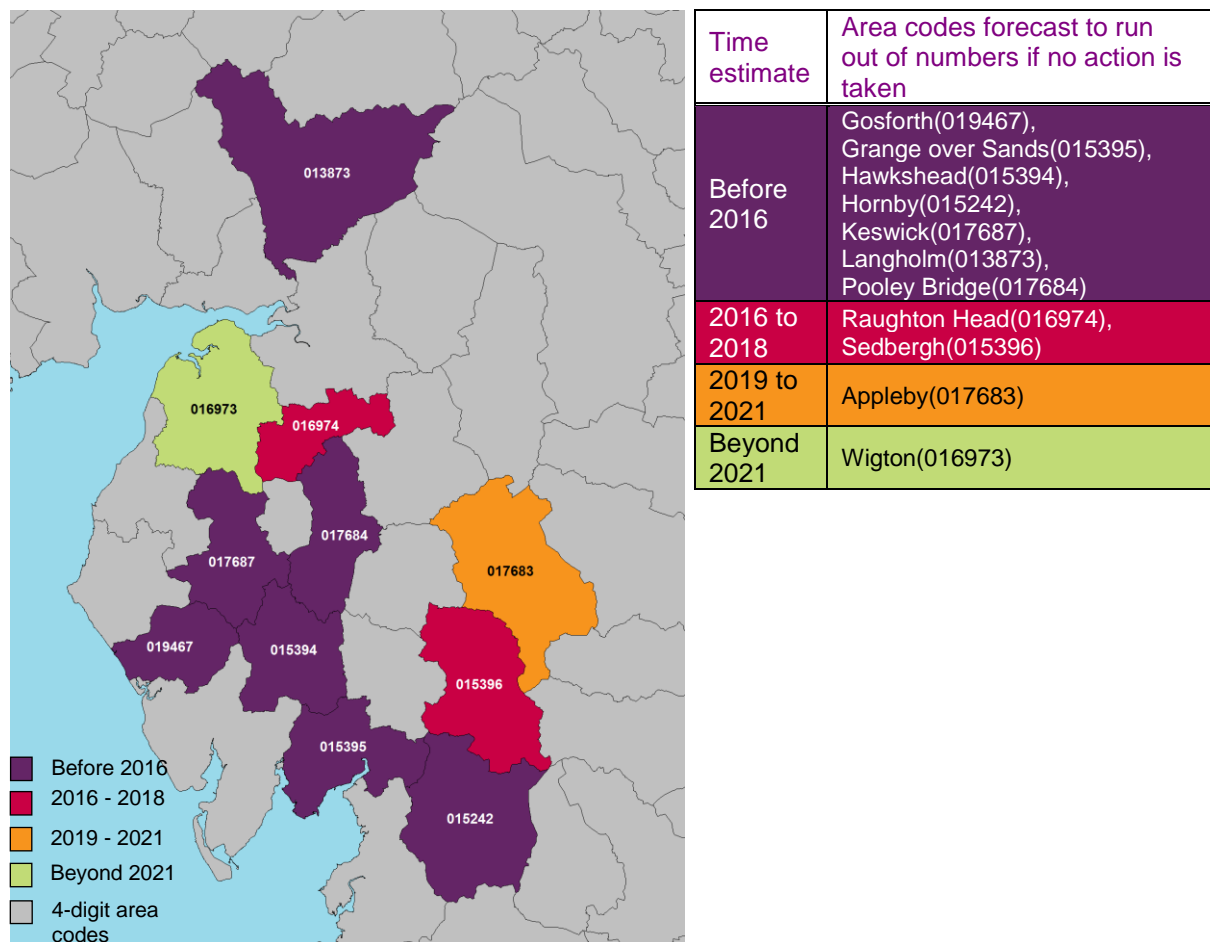 013873
016973
016974
017684
017687
017683
019467
015394
015396
015395
015242
Before 2016
2016 - 2018
2019 - 2021
Beyond 2021
4-digit area
codes
Time
estimate
Area codes forecast to run
out of numbers if no action is
taken
Before
2016
Gosforth(019467),
Grange over Sands(015395),
Hawkshead(015394),
Hornby(015242),
Keswick(017687),
Langholm(013873),
Pooley Bridge(017684)
2016 to
2018
Raughton Head(016974),
Sedbergh(015396)
2019 to
2021
Appleby(017683)
Beyond
2021
Wigton(016973)